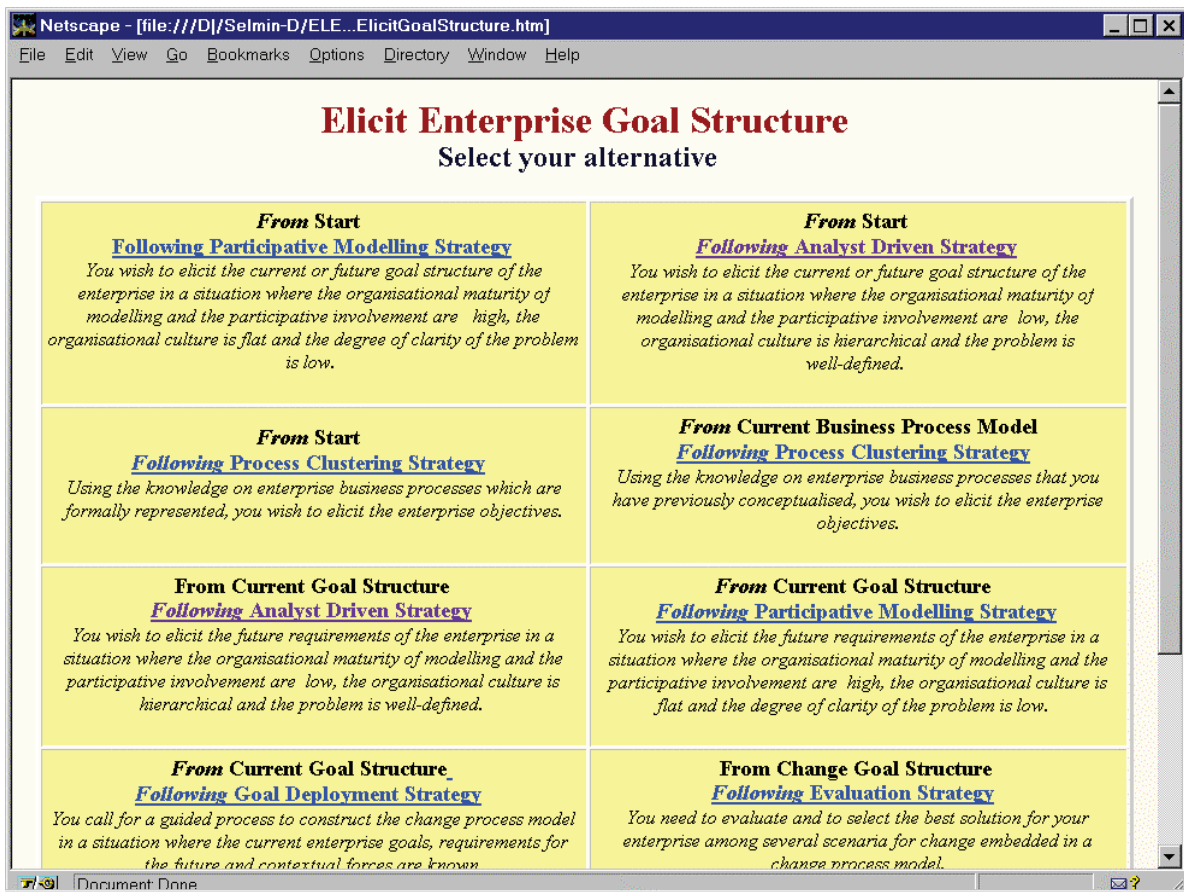 Netscape - [file:///D|/Selmin-D/ELE...ElicitGoalStructure.htm]
File Edit View Go Bookmarks Options Directory Window Help
Elicit Enterprise Goal Structure
Select your alternative
From Start
Following Participative Modelling Strategy
You wish to elicit the current or future goal structure of the
enterprise in a situation where the organisational maturity of
modelling and the participative involvement are high, the
organisational culture is flat and the degree of clarity of the problem
is low.
From Start
Following Analyst Driven Strategy
You wish to elicit the current or future goal structure of the
enterprise in a situation where the organisational maturity of
modelling and the participative involvement are low, the
organisational culture is hierarchical and the problem is
well-defined.
From Start
Following Process Clustering Strategy
Using the knowledge on enterprise business processes which are
formally represented, you wish to elicit the enterprise objectives.
From Current Business Process Model
Following Process Clustering Strategy
Using the knowledge on enterprise business processes that you
have previously conceptualised, you wish to elicit the enterprise
objectives.
From Current Goal Structure
Following Analyst Driven Strategy
You wish to elicit the future requirements of the enterprise in a
situation where the organisational maturity of modelling and the
participative involvement are low, the organisational culture is
hierarchical and the problem is well-defined.
From Current Goal Structure
Following Participative Modelling Strategy
You wish to elicit the future requirements of the enterprise in a
situation where the organisational maturity of modelling and the
participative involvement are high, the organisational culture is
flat and the degree of clarity of the problem is low.
From Current Goal Structure
Following Goal Deployment Strategy
You call for a guided process to construct the change process model
in a situation where the current enterprise goals, requirements for
the future and contextual forces are known
From Change Goal Structure
Following Evaluation Strategy
You need to evaluate and to select the best solution for your
enterprise among several scenaria for change embedded in a
change process model.
Document: Done